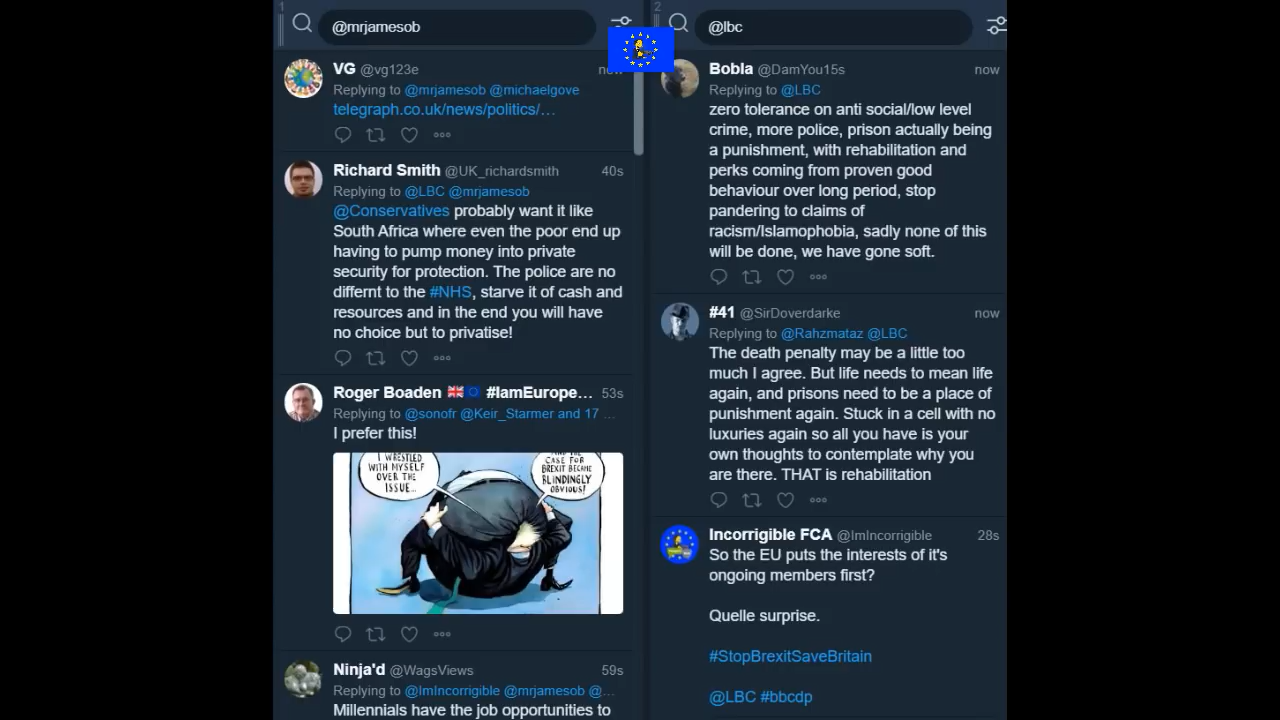 1
@mrjamesob
VG @vg123e
now
Replying to @mrjamesob @michaelgove
telegraph.co.uk/news/politics/…
Richard Smith @UK_richardsmith 40s
Replying to @LBC @mrjamesob
@Conservatives probably want it like
South Africa where even the poor end up
having to pump money into private
security for protection. The police are no
differnt to the #NHS, starve it of cash and
resources and in the end you will have
no choice but to privatise!
Roger Boaden #IamEurope… 53s
Replying to @sonofr @Keir_Starmer and 17 …
I prefer this!
I WRESTLED
WITH MYSELF
OVER THE
ISSUE...
AND THE
CASE FOR
BREXIT BECAME
BLINDINGLY
OBVIOUS!
Ninja'd @WagsViews 59s
Replying to @ImIncorrigible @mrjamesob @…
Millennials have the job opportunities to
2
@lbc
Bobla @DamYou15s now
Replying to @LBC
zero tolerance on anti social/low level
crime, more police, prison actually being
a punishment, with rehabilitation and
perks coming from proven good
behaviour over long period, stop
pandering to claims of
racism/Islamophobia, sadly none of this
will be done, we have gone soft.
#41 @SirDoverdarke now
Replying to @Rahzmataz @LBC
The death penalty may be a little too
much I agree. But life needs to mean life
again, and prisons need to be a place of
punishment again. Stuck in a cell with no
luxuries again so all you have is your
own thoughts to contemplate why you
are there. THAT is rehabilitation
Incorrigible FCA @ImIncorrigible 28s
So the EU puts the interests of it's
ongoing members first?
Quelle surprise.
#StopBrexitSaveBritain
@LBC #bbcdp